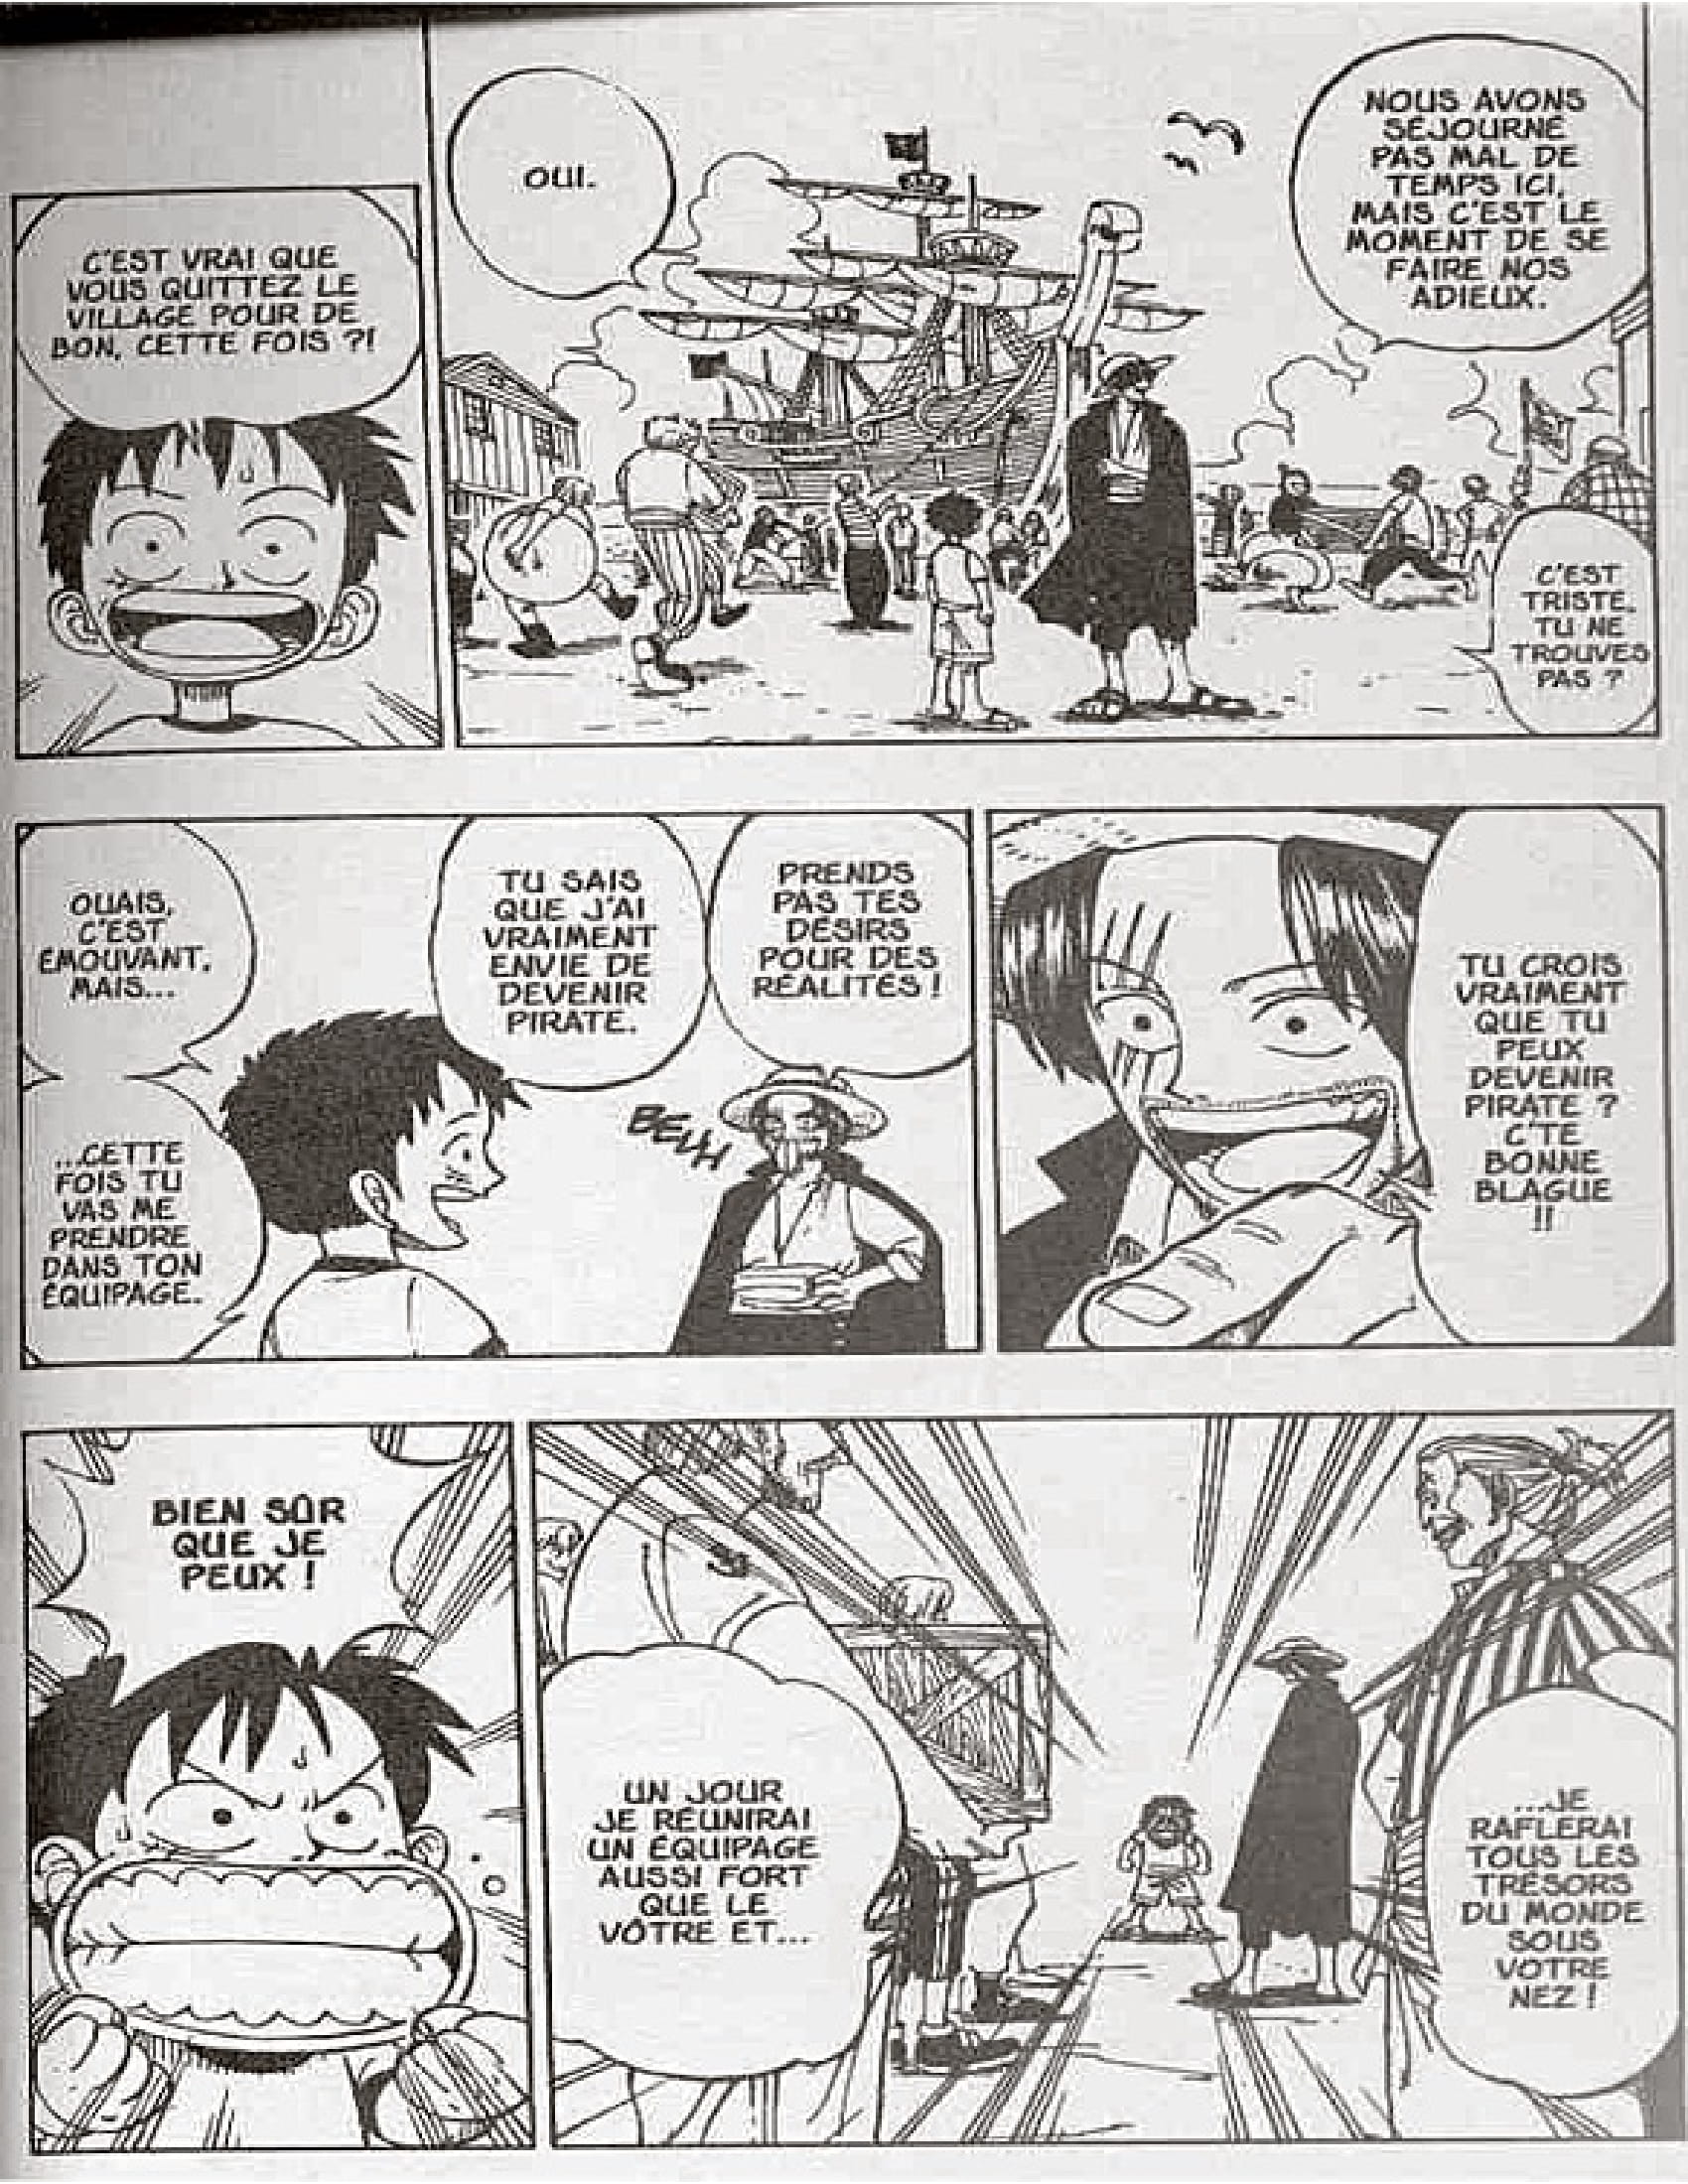 C'EST VRAI QUE
VOUS QUITTEZ LE
VILLAGE POUR DE
BON, CETTE FOIS ?!
OUI.
NOUS AVONS
SÉJOURNÉ
PAS MAL DE
TEMPS ICI,
MAIS C'EST LE
MOMENT DE SE
FAIRE NOS
ADIEUX.
C'EST
TRISTE,
TU NE
TROUVES
PAS ?
OUAIS,
C'EST
ÉMOUVANT,
MAIS...
...CETTE
FOIS TU
VAS ME
PRENDRE
DANS TON
ÉQUIPAGE.
TU SAIS
QUE J'AI
VRAIMENT
ENVIE DE
DEVENIR
PIRATE.
PRENDS
PAS TES
DÉSIRS
POUR DES
RÉALITÉS !
BEUH
TU CROIS
VRAIMENT
QUE TU
PEUX
DEVENIR
PIRATE ?
C'TE
BONNE
BLAGUE
!!
BIEN SÛR
QUE JE
PEUX !
UN JOUR
JE RÉUNIRAI
UN ÉQUIPAGE
AUSSI FORT
QUE LE
VÔTRE ET...
...JE
RAFLERAI
TOUS LES
TRÉSORS
DU MONDE
SOUS
VOTRE
NEZ !